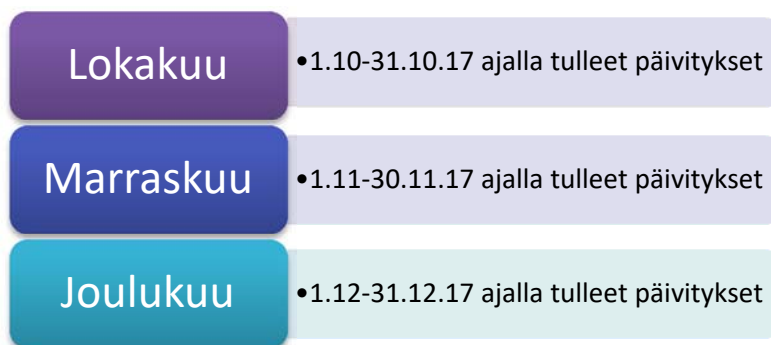 Lokakuu
•1.10-31.10.17 ajalla tulleet päivitykset
Marraskuu
•1.11-30.11.17 ajalla tulleet päivitykset
Joulukuu
•1.12-31.12.17 ajalla tulleet päivitykset